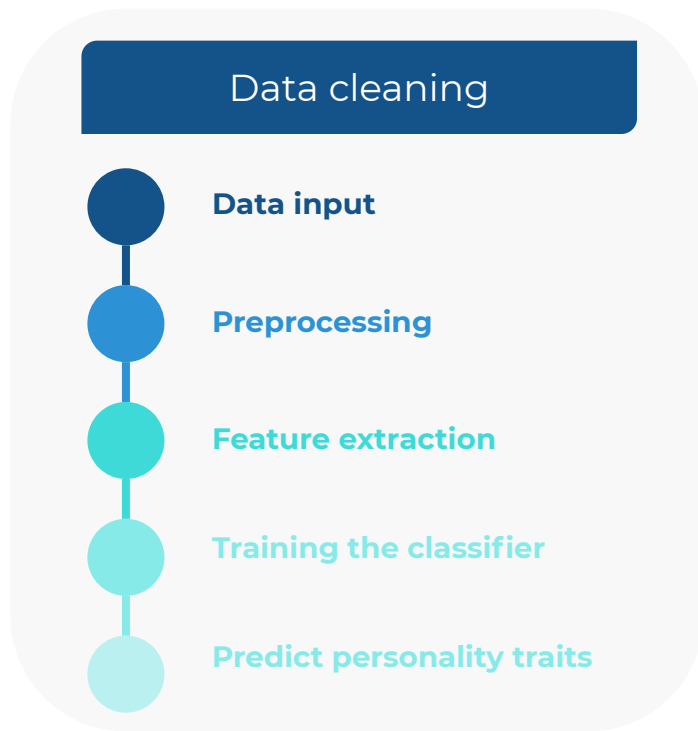 Data cleaning
Data input
Preprocessing
Feature extraction
Training the classifier
Predict personality traits